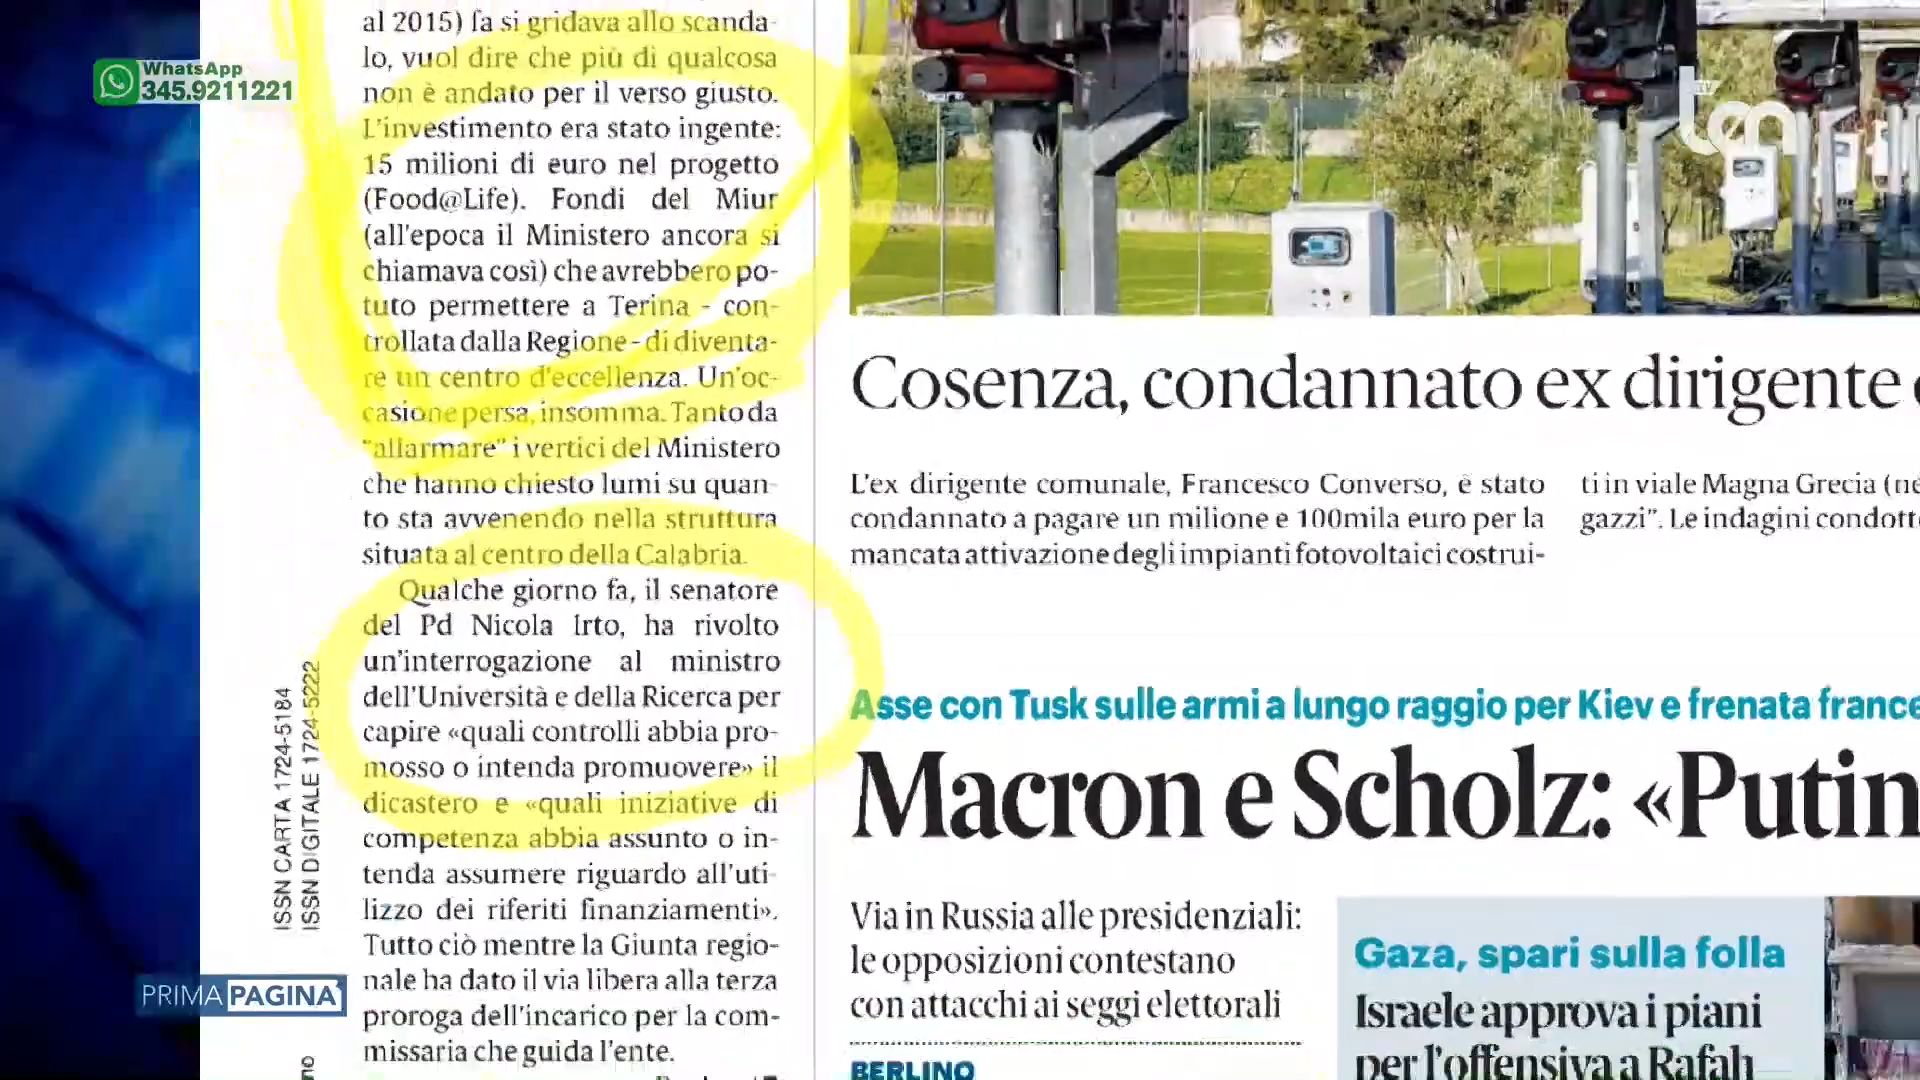 WhatsApp
345.9211221
al 2015) fa si gridava allo scanda-
lo, vuol dire che più di qualcosa
non è andato per il verso giusto.
L'investimento era stato ingente:
15 milioni di euro nel progetto
(Food@Life). Fondi del Miur
(all'epoca il Ministero ancora si
chiamava così) che avrebbero po-
tuto permettere a Terina - con-
trollata dalla Regione - di diventa-
re un centro d'eccellenza. Un'oc-
casione persa, insomma. Tanto da
"allarmare" i vertici del Ministero
che hanno chiesto lumi su quan-
to sta avvenendo nella struttura
situata al centro della Calabria.
Qualche giorno fa, il senatore
del Pd Nicola Irto, ha rivolto
un'interrogazione al ministro
dell'Università e della Ricerca per
capire «quali controlli abbia pro-
mosso o intenda promuovere» il
dicastero e «quali iniziative di
competenza abbia assunto o in-
tenda assumere riguardo all'uti-
lizzo dei riferiti finanziamenti».
Tutto ciò mentre la Giunta regio-
nale ha dato il via libera alla terza
proroga dell'incarico per la com-
missaria che guida l'ente.
ISSN CARTA 1724-5184
ISSN DIGITALE 1724-5222
PRIMA PAGINA
TV
ten
Cosenza, condannato ex dirigente
L'ex dirigente comunale, Francesco Converso, è stato
condannato a pagare un milione e 100mila euro per la
mancata attivazione degli impianti fotovoltaici costrui-
ti in viale Magna Grecia (ne
gazzi". Le indagini condott
Asse con Tusk sulle armi a lungo raggio per Kiev e frenata france
Macron e Scholz: «Putin
Via in Russia alle presidenziali:
le opposizioni contestano
con attacchi ai seggi elettorali
BERLINO
Gaza, spari sulla folla
Israele approva i piani
per l'offensiva a Rafah